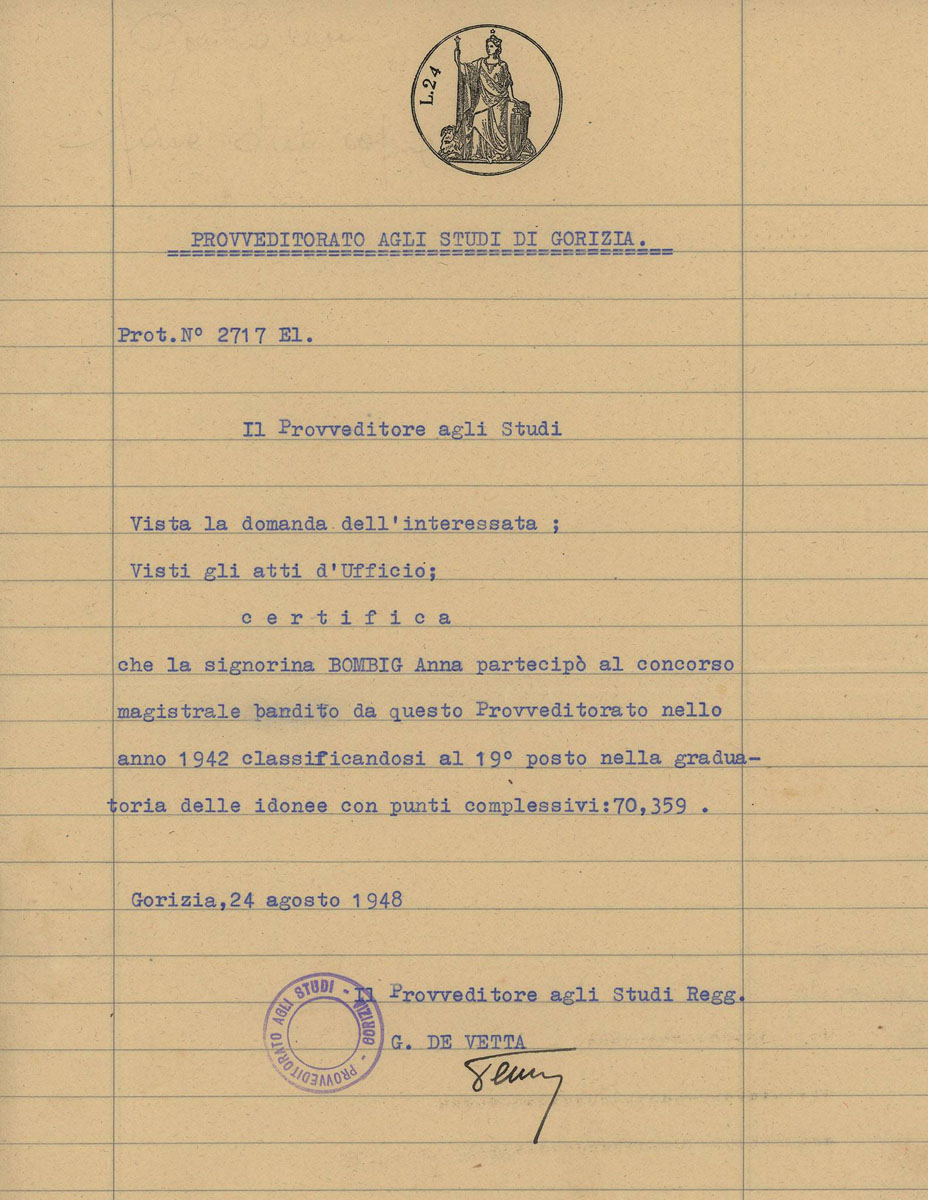 L.24
PROVVEDITORATO AGLI STUDI DI GORIZIA.
Prot.N° 2717 El.
Il Provveditore agli Studi
Vista la domanda dell'interessata ;
Visti gli atti d'Ufficio;
c e r t i f i c a
che la signorina BOMBIG Anna partecipò al concorso
magistrale bandito da questo Provveditorato nello
anno 1942 classificandosi al 19° posto nella gradua-
toria delle idonee con punti complessivi:70,359 .
Gorizia,24 agosto 1948
Il Provveditore agli Studi Regg.
G. DE VETTA
PROVVEDITORATO AGLI STUDI - GORIZIA -